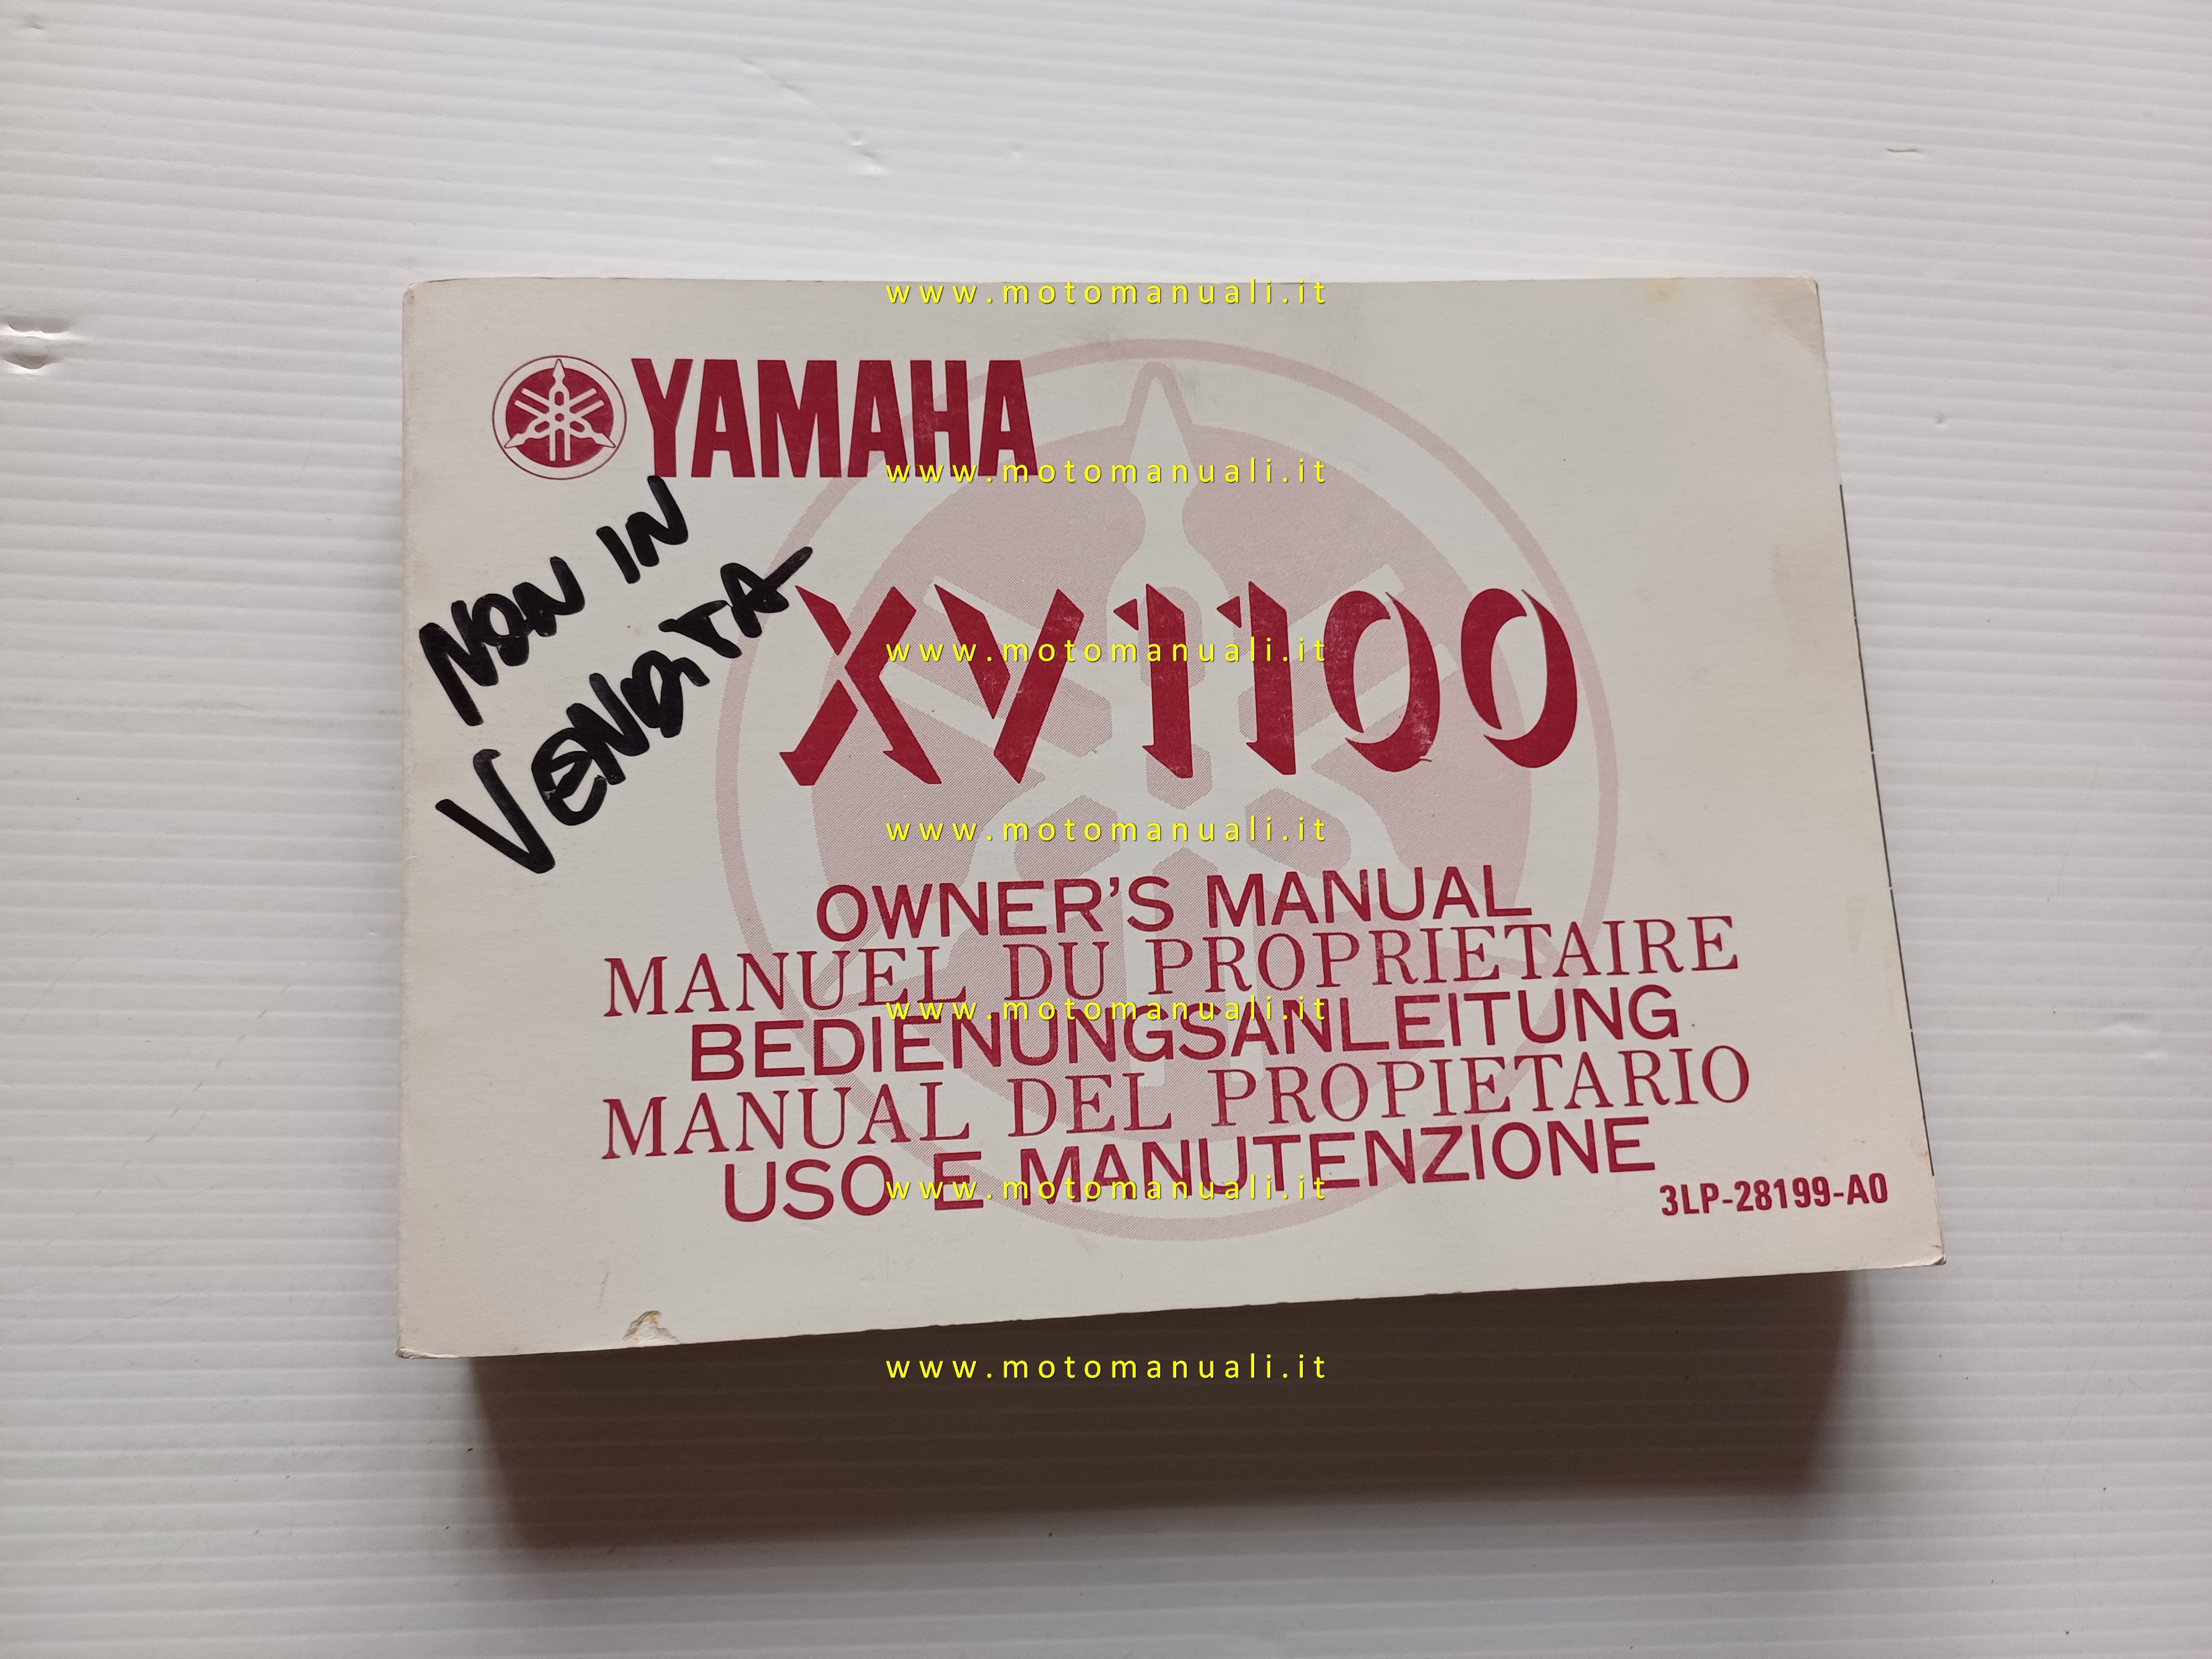 www.motomanuali.it
YAMAHA
www.motomanuali.it
NON IN
VENDITA
XV1100
www.motomanuali.it
www.motomanuali.it
OWNER'S MANUAL
MANUEL DU PROPRIETAIRE
www.motomanuali.it
BEDIENUNGSANLEITUNG
MANUAL DEL PROPIETARIO
USO E MANUTENZIONE
www.motomanuali.it
3LP-28199-A0
www.motomanuali.it